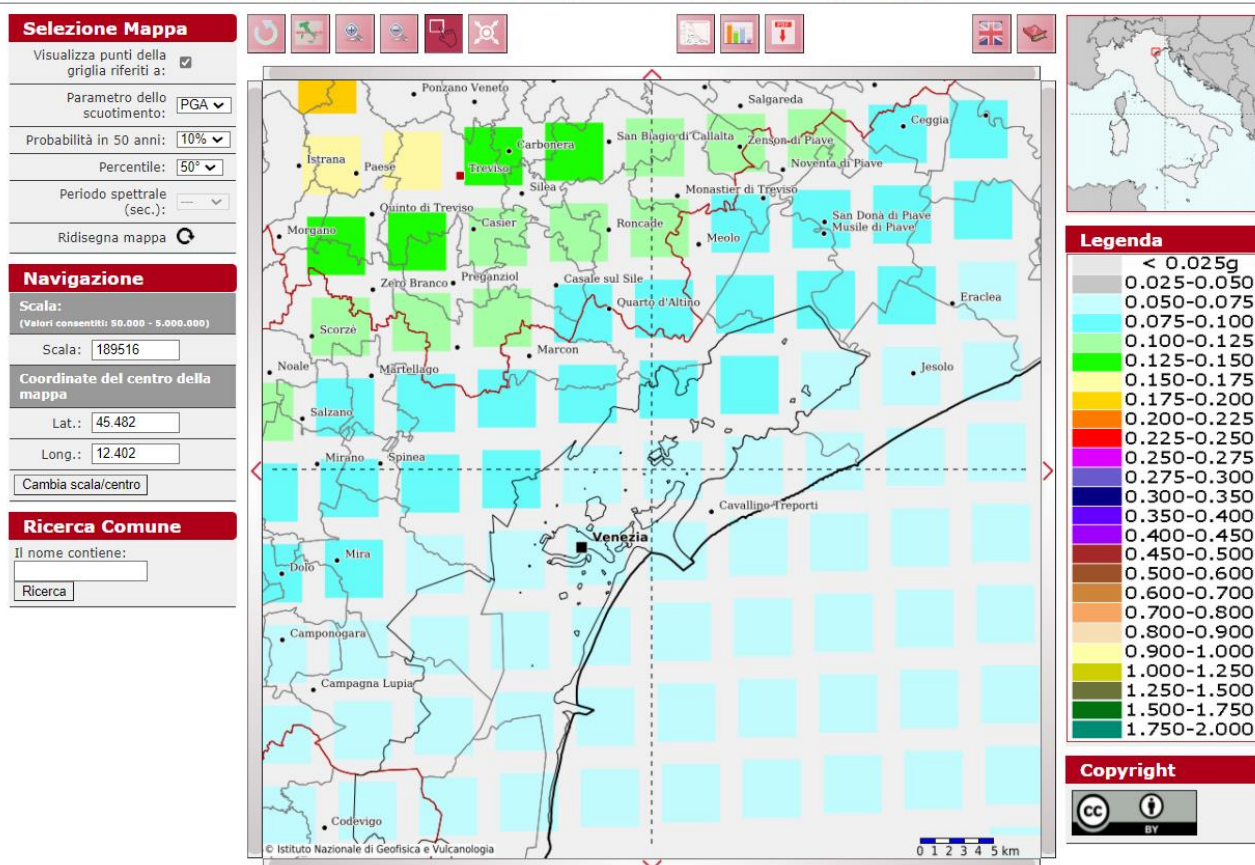 Selezione Mappa
Visualizza punti della
griglia riferiti a:
Parametro dello
scuotimento:
PGA
Probabilità in 50 anni:
10%
Percentile:
50°
Periodo spettrale
(sec.):
---
Ridisegna mappa
Navigazione
Scala:
(Valori consentiti: 50.000 - 5.000.000)
Scala:
189516
Coordinate del centro della
mappa
Lat.:
45.482
Long.:
12.402
Cambia scala/centro
Ricerca Comune
Il nome contiene:
Ricerca
PDF
Ponzano Veneto
Salgareda
Ceggia
Carbonera
San Biagio di Callalta
Zenson di Piave
Istrana
Paese
Treviso
Noventa di Piave
Silea
Monastier di Treviso
Quinto di Treviso
San Donà di Piave
Morgano
Casier
Roncade
Musile di Piave
Meolo
Zero Branco
Preganziol
Casale sul Sile
Quarto d'Altino
Eraclea
Scorzè
Marcon
Noale
Martellago
Jesolo
Salzano
Mirano
Spinea
Cavallino Treporti
Venezia
Mira
Dolo
Camponogara
Campagna Lupia
Codevigo
© Istituto Nazionale di Geofisica e Vulcanologia
0 1 2 3 4 5 km
Legenda
< 0.025g
0.025-0.050
0.050-0.075
0.075-0.100
0.100-0.125
0.125-0.150
0.150-0.175
0.175-0.200
0.200-0.225
0.225-0.250
0.250-0.275
0.275-0.300
0.300-0.350
0.350-0.400
0.400-0.450
0.450-0.500
0.500-0.600
0.600-0.700
0.700-0.800
0.800-0.900
0.900-1.000
1.000-1.250
1.250-1.500
1.500-1.750
1.750-2.000
Copyright
cc
BY